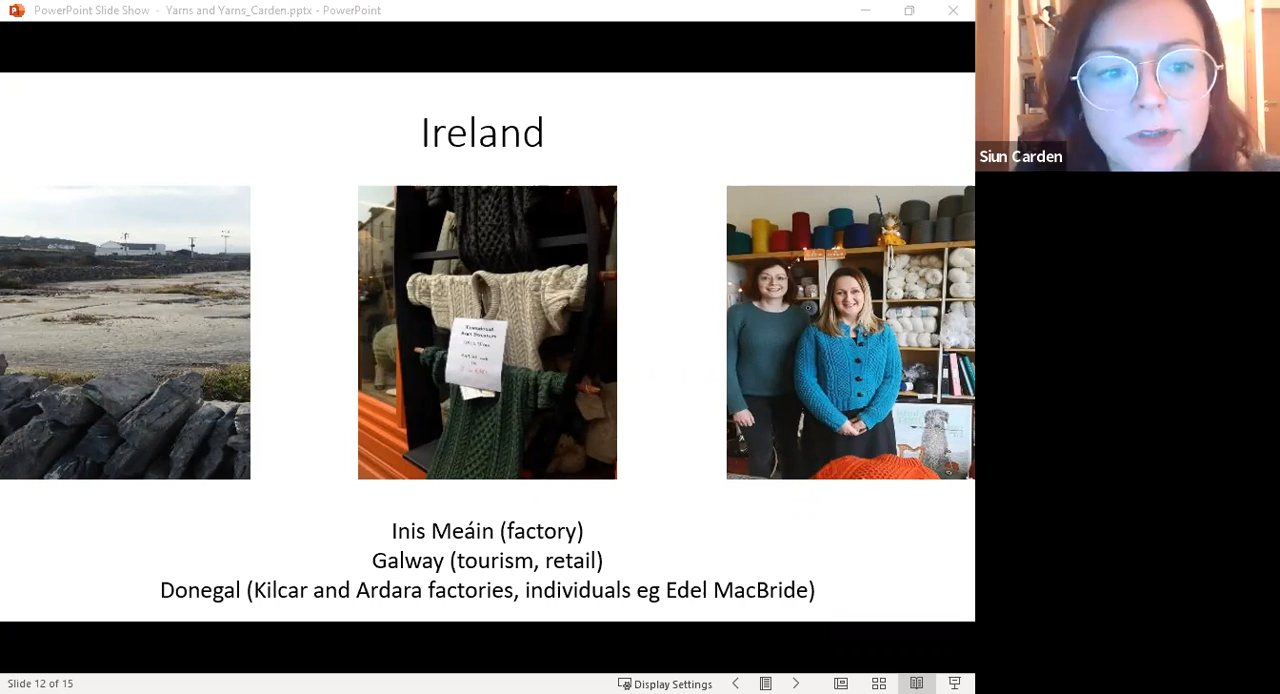 PowerPoint Slide Show - Yarns and Yarns_Carden.pptx - PowerPoint
Siun Carden
Ireland
Inis Meáin (factory)
Galway (tourism, retail)
Donegal (Kilcar and Ardara factories, individuals eg Edel MacBride)
Slide 12 of 15
Display Settings